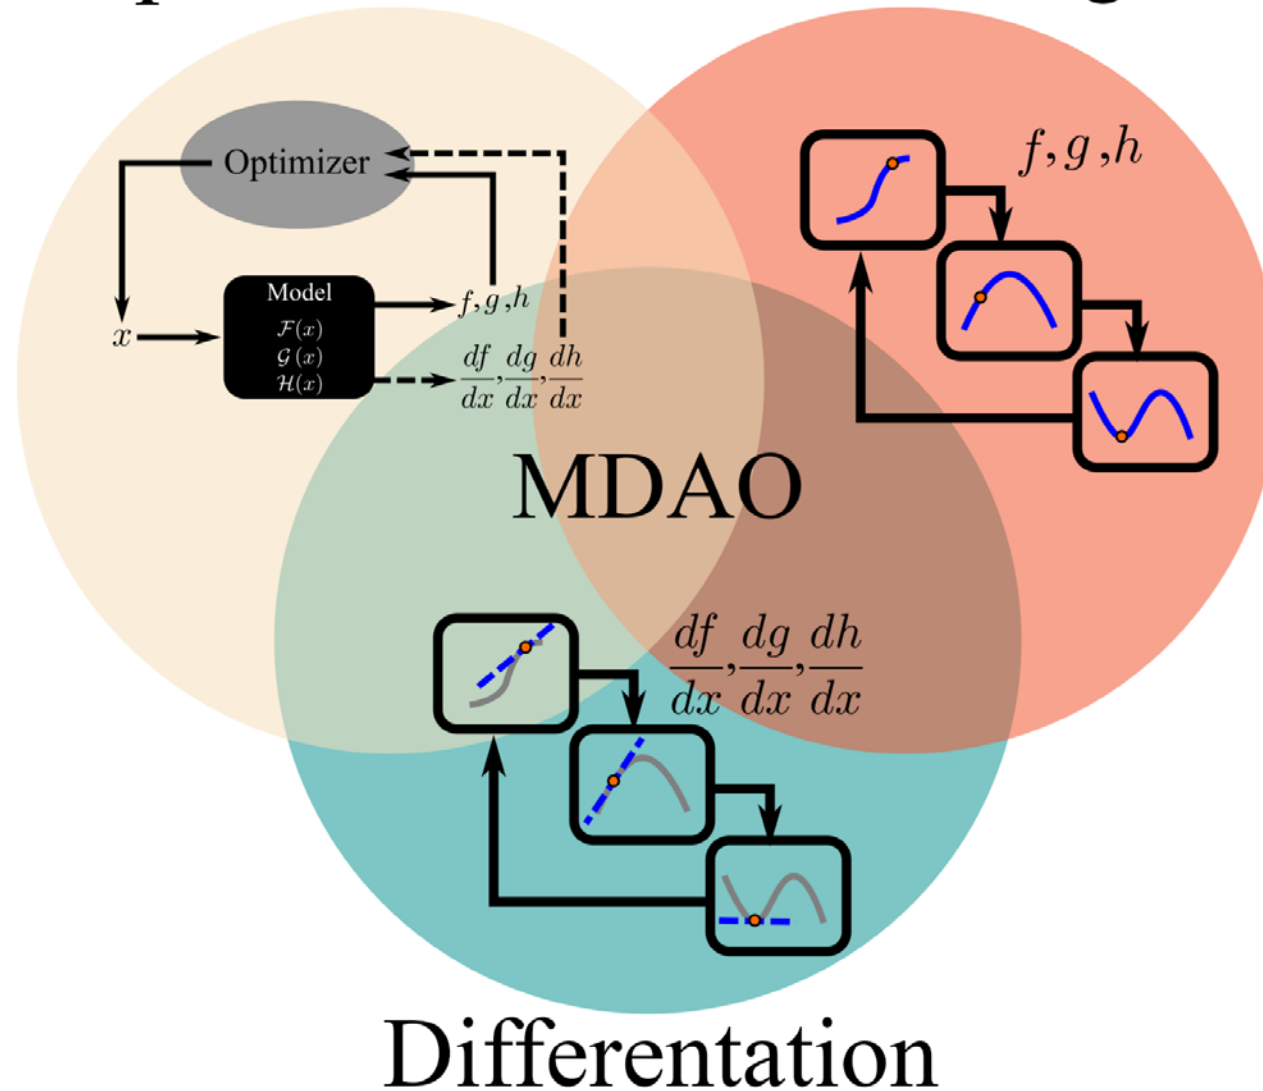 Optimizer
f,g,h
Model
F(x)
G(x)
H(x)
x
f,g,h
df/dx, dg/dx, dh/dx
MDAO
df/dx, dg/dx, dh/dx
Differentation